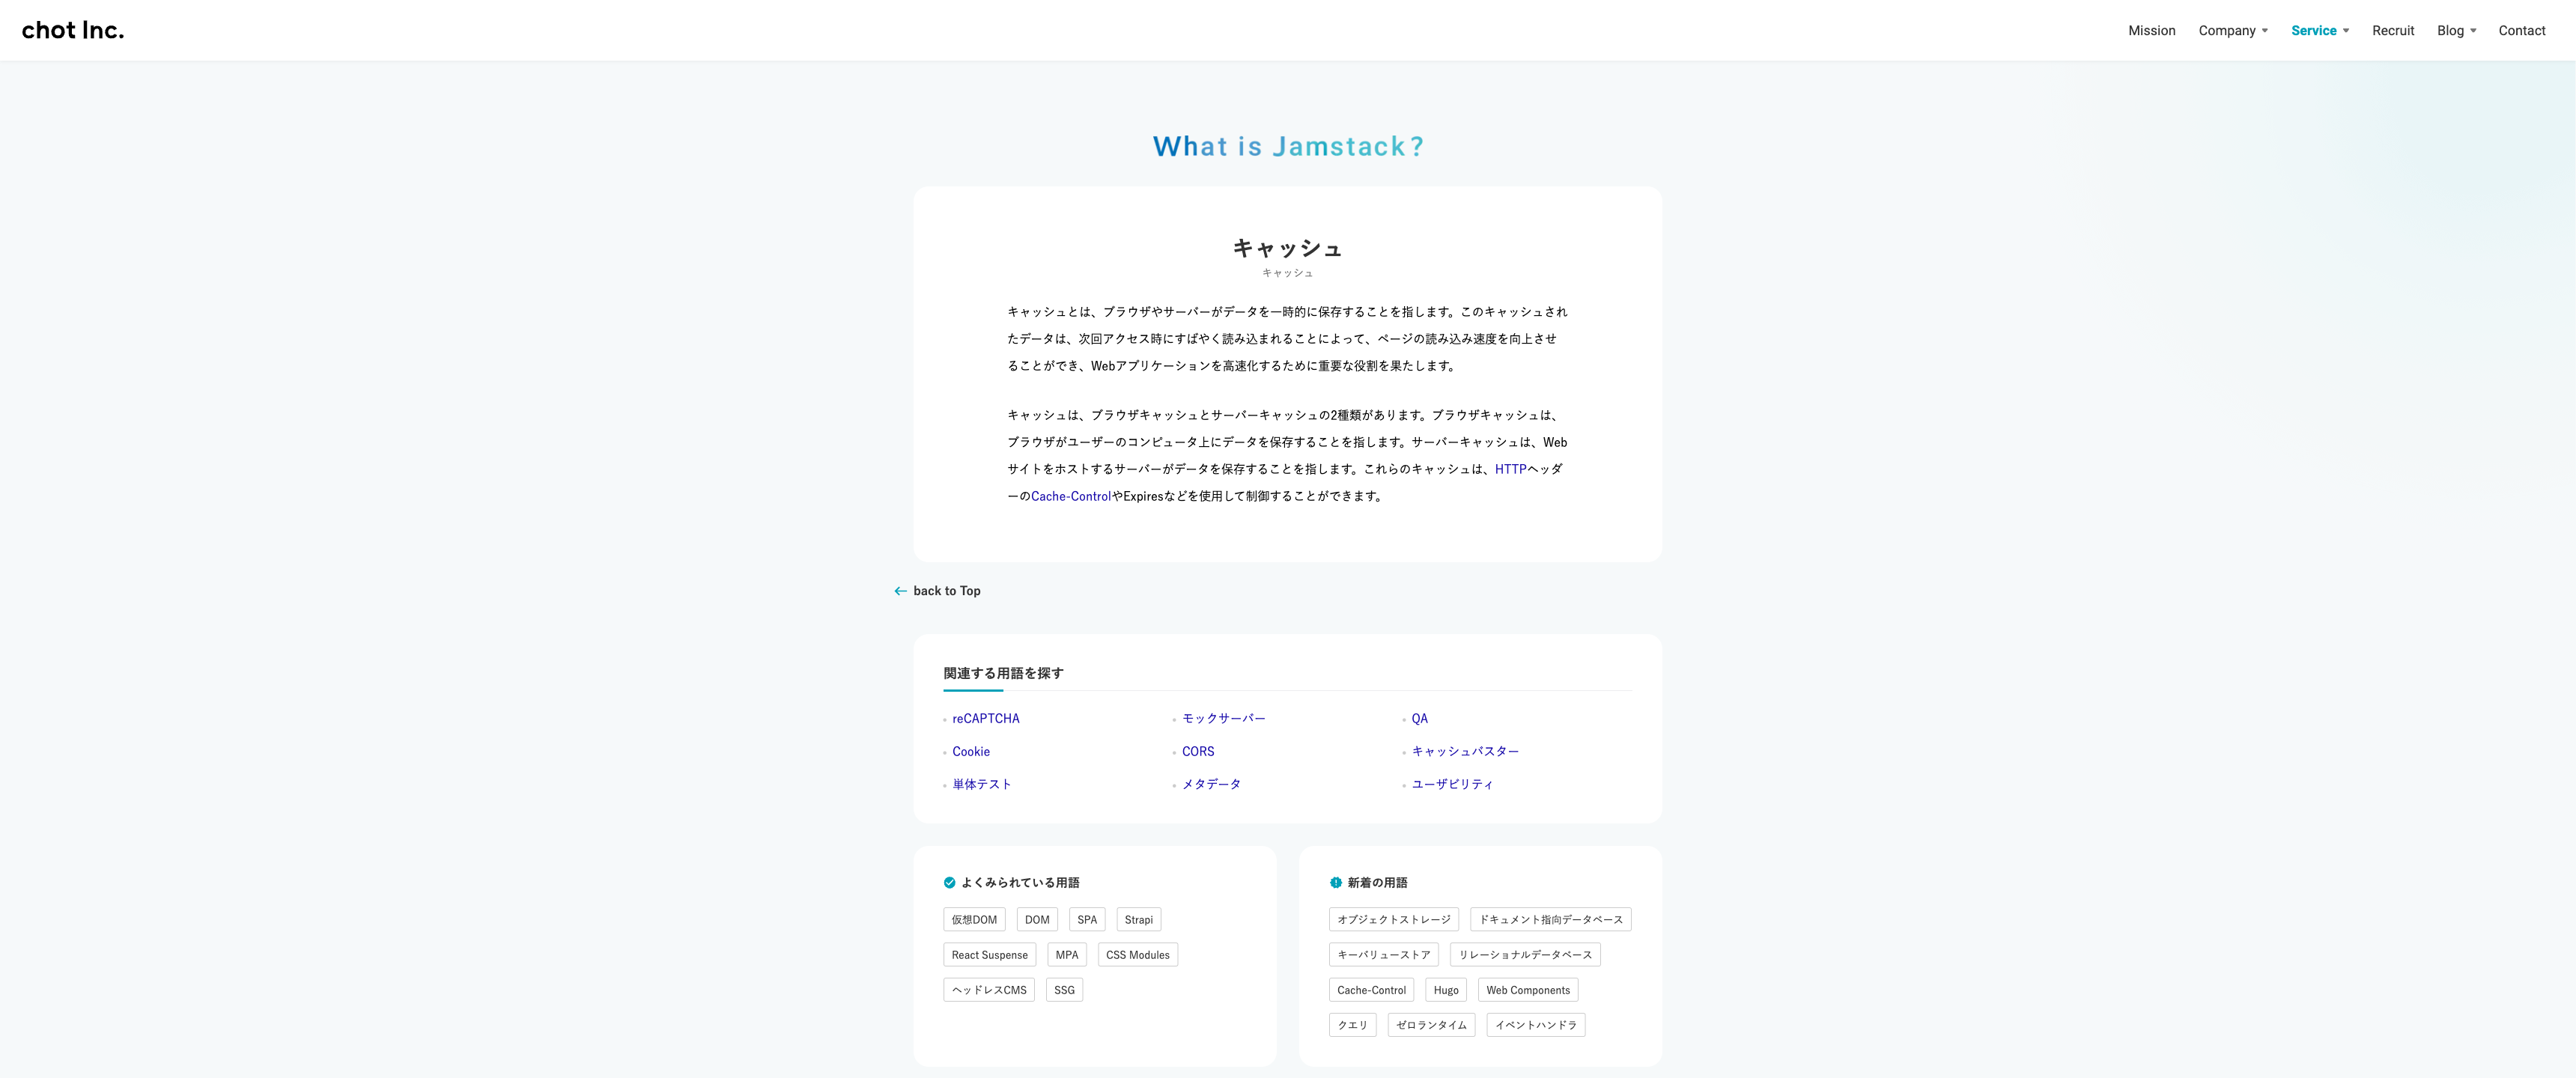 chot Inc.
Mission Company Service Recruit Blog Contact
What is Jamstack?
キャッシュ
キャッシュ
キャッシュとは、ブラウザやサーバーがデータを一時的に保存することを指します。このキャッシュされ
たデータは、次回アクセス時にすばやく読み込まれることによって、ページの読み込み速度を向上させ
ることができ、Webアプリケーションを高速化するために重要な役割を果たします。
キャッシュは、ブラウザキャッシュとサーバーキャッシュの2種類があります。ブラウザキャッシュは、
ブラウザがユーザーのコンピュータ上にデータを保存することを指します。サーバーキャッシュは、Web
サイトをホストするサーバーがデータを保存することを指します。これらのキャッシュは、HTTPヘッダ
ーのCache-ControlやExpiresなどを使用して制御することができます。
back to Top
関連する用語を探す
reCAPTCHA モックサーバー QA
Cookie CORS キャッシュバスター
単体テスト メタデータ ユーザビリティ
よくみられている用語
仮想DOM DOM SPA Strapi
React Suspense MPA CSS Modules
ヘッドレスCMS SSG
新着の用語
オブジェクトストレージ ドキュメント指向データベース
キーバリューストア リレーショナルデータベース
Cache-Control Hugo Web Components
クエリ ゼロランタイム イベントハンドラ